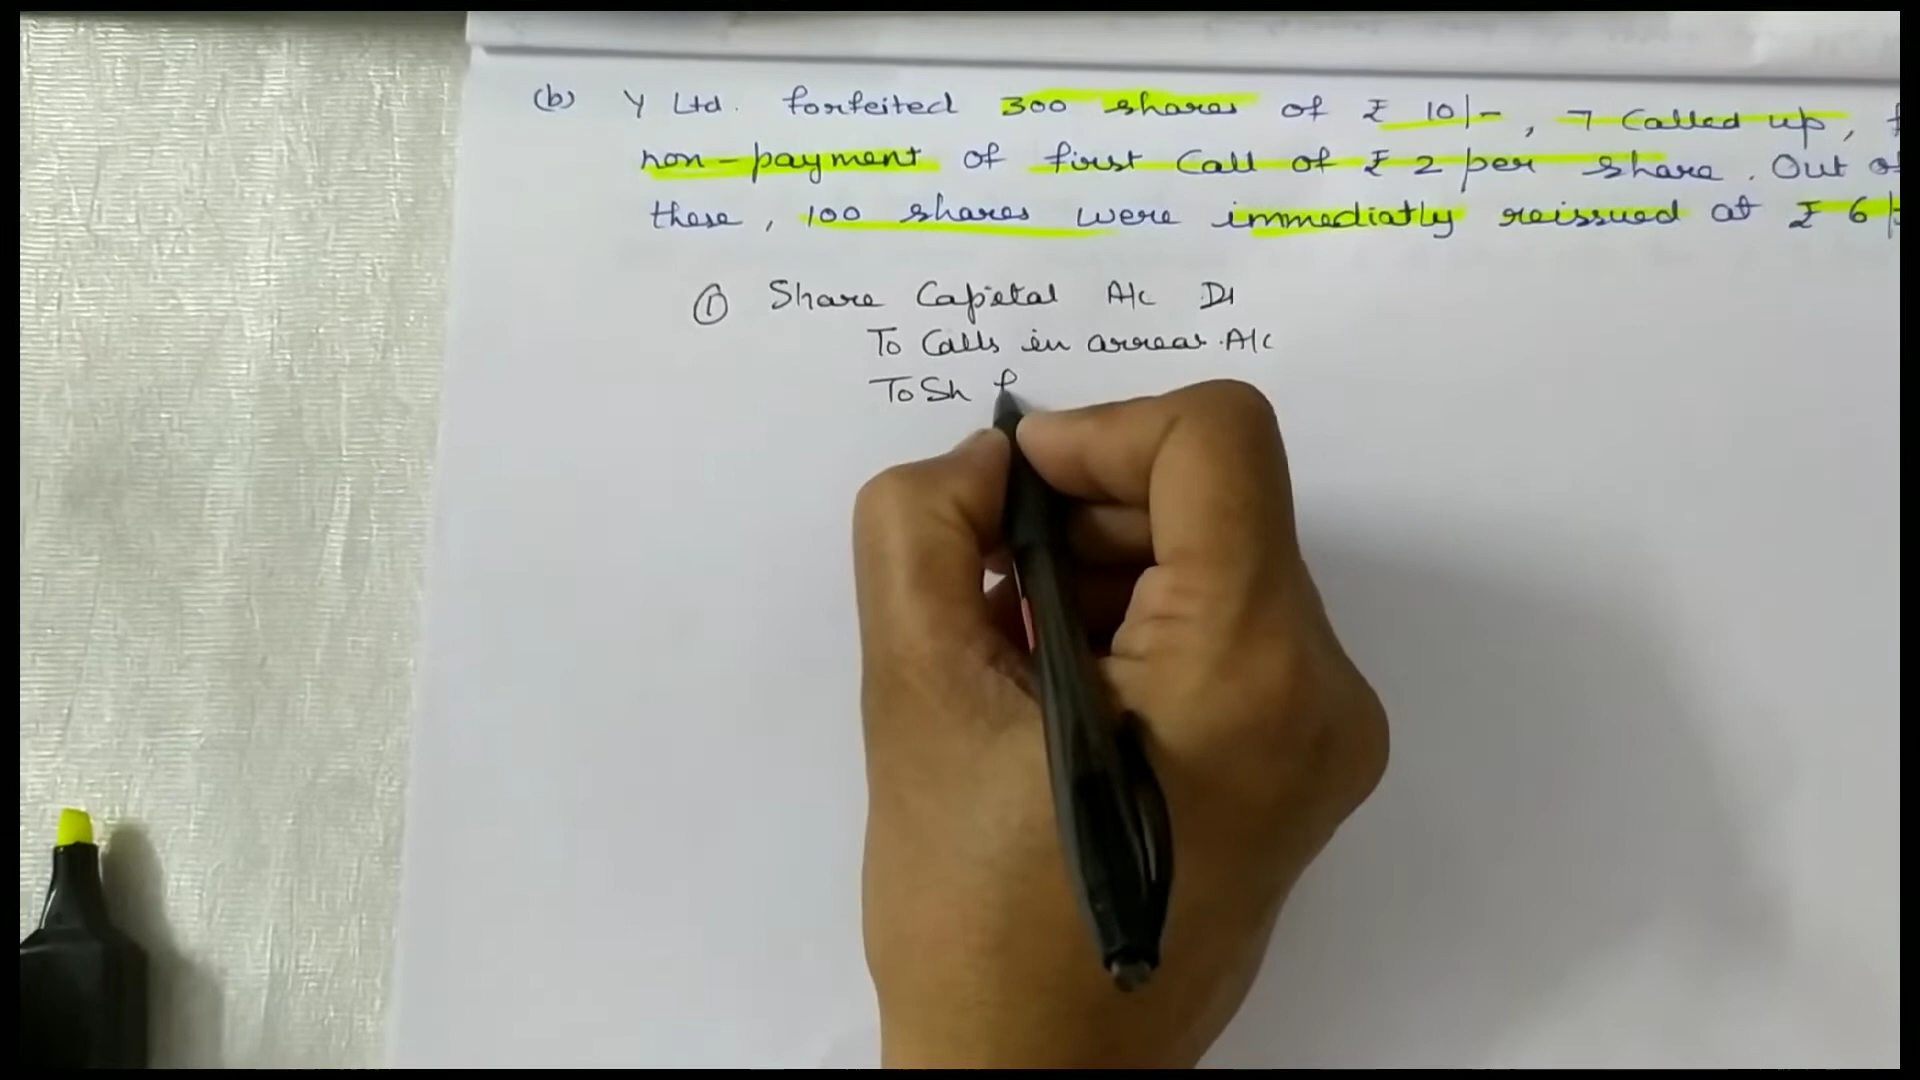 (b) Y Ltd. forfeited 300 shares of ₹ 10/-, 7 Called up,
non-payment of first Call of ₹ 2 per share. Out of
these, 100 shares were immediatly reissued at ₹ 6
① Share Capital A/c Dr
To Calls in arrear A/c
To Sh f